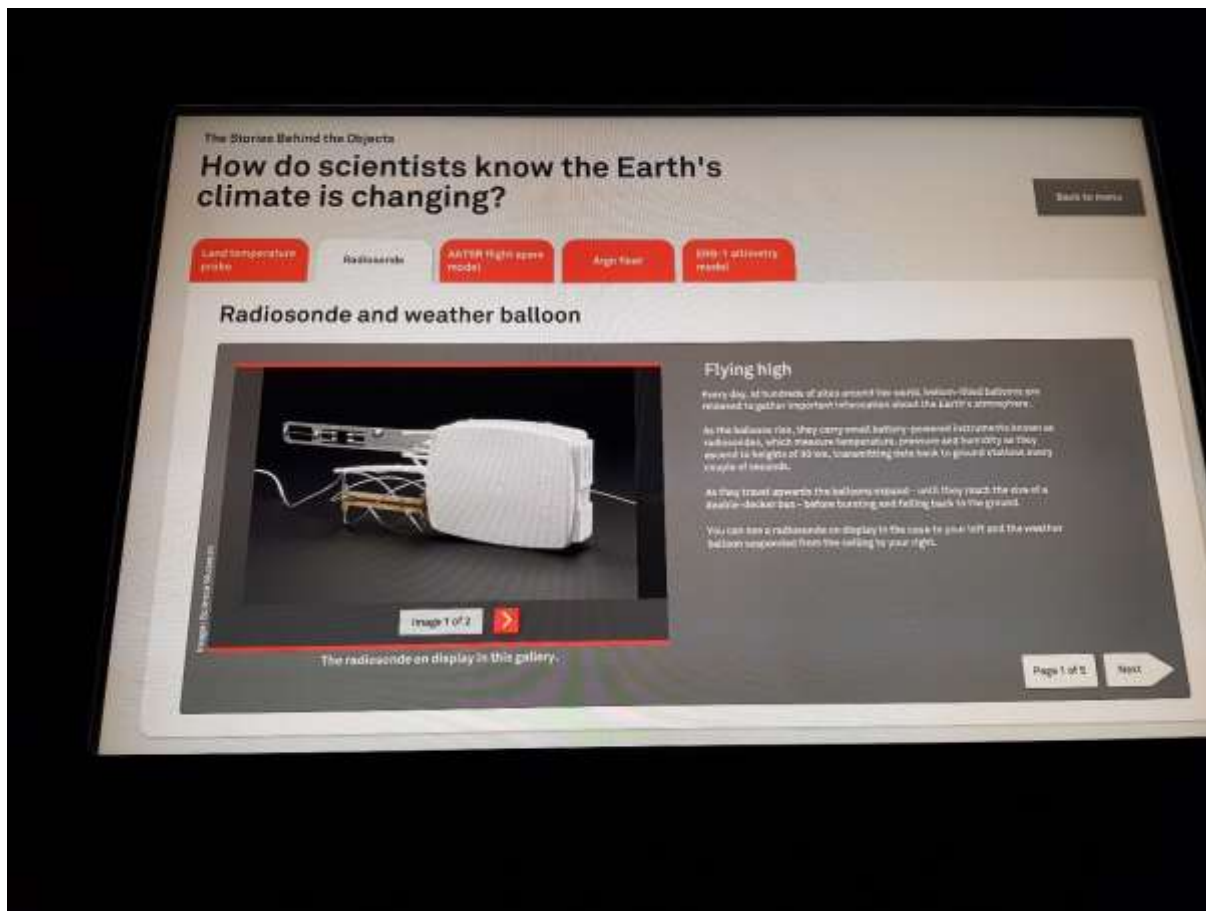 The Stories Behind the Objects
How do scientists know the Earth's
climate is changing?
Back to menu
Land temperature
probe
Radiosonde
AATSR flight spare
model
Argo float
ERS-1 altimetry
model
Radiosonde and weather balloon
Flying high
Every day, at hundreds of sites around the world, helium-filled balloons are
released to gather important information about the Earth's atmosphere.
As the balloons rise, they carry small battery-powered instruments known as
radiosondes, which measure temperature, pressure and humidity as they
ascend to heights of 30 km, transmitting data back to ground stations every
couple of seconds.
As they travel upwards the balloons expand - until they reach the size of a
double-decker bus - before bursting and falling back to the ground.
You can see a radiosonde on display in the case to your left and the weather
balloon suspended from the ceiling to your right.
Image: Science Museum
Image 1 of 2
The radiosonde on display in this gallery.
Page 1 of 5
Next